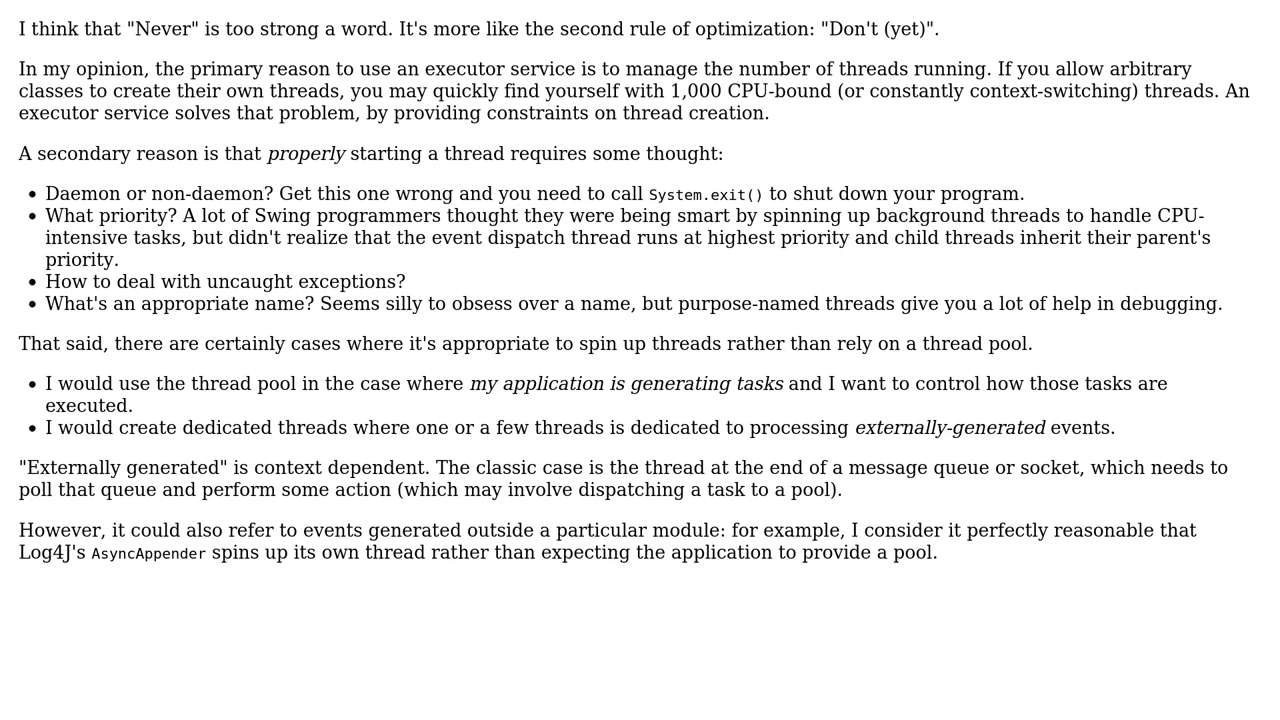 I think that "Never" is too strong a word. It's more like the second rule of optimization: "Don't (yet)".
In my opinion, the primary reason to use an executor service is to manage the number of threads running. If you allow arbitrary
classes to create their own threads, you may quickly find yourself with 1,000 CPU-bound (or constantly context-switching) threads. An
executor service solves that problem, by providing constraints on thread creation.
A secondary reason is that properly starting a thread requires some thought:
• Daemon or non-daemon? Get this one wrong and you need to call System.exit() to shut down your program.
• What priority? A lot of Swing programmers thought they were being smart by spinning up background threads to handle CPU-
intensive tasks, but didn't realize that the event dispatch thread runs at highest priority and child threads inherit their parent's
priority.
• How to deal with uncaught exceptions?
• What's an appropriate name? Seems silly to obsess over a name, but purpose-named threads give you a lot of help in debugging.
That said, there are certainly cases where it's appropriate to spin up threads rather than rely on a thread pool.
• I would use the thread pool in the case where my application is generating tasks and I want to control how those tasks are
executed.
• I would create dedicated threads where one or a few threads is dedicated to processing externally-generated events.
"Externally generated" is context dependent. The classic case is the thread at the end of a message queue or socket, which needs to
poll that queue and perform some action (which may involve dispatching a task to a pool).
However, it could also refer to events generated outside a particular module: for example, I consider it perfectly reasonable that
Log4J's AsyncAppender spins up its own thread rather than expecting the application to provide a pool.